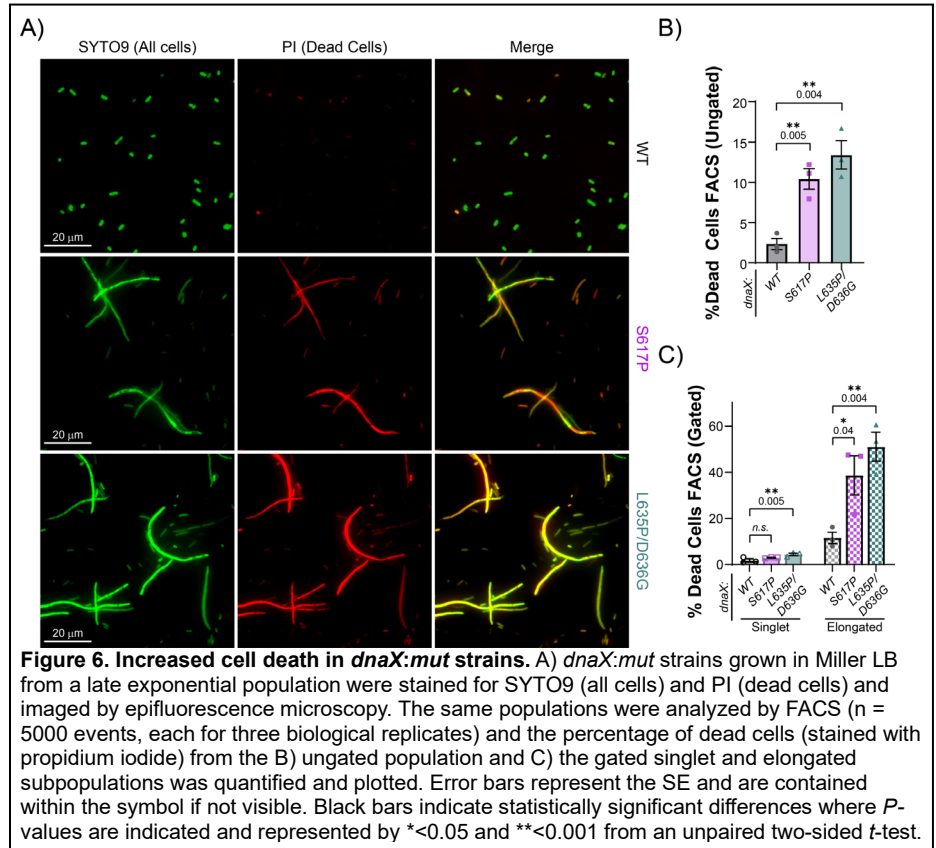 A)
SYTO9 (All cells) PI (Dead Cells) Merge
WT
20 μm
S617P
20 μm
L635P/D636G
20 μm
B)
%Dead Cells FACS (Ungated)
20
15
10
5
0
**
0.004
**
0.005
dnaX:
WT
S617P
L635P/
D636G
C)
% Dead Cells FACS (Gated)
60
40
20
0
**
0.005
n.s.
**
0.004
*
0.04
dnaX:
WT
S617P
L635P/
D636G
WT
S617P
L635P/
D636G
Singlet Elongated
Figure 6. Increased cell death in dnaX:mut strains. A) dnaX:mut strains grown in Miller LB
from a late exponential population were stained for SYTO9 (all cells) and PI (dead cells) and
imaged by epifluorescence microscopy. The same populations were analyzed by FACS (n =
5000 events, each for three biological replicates) and the percentage of dead cells (stained with
propidium iodide) from the B) ungated population and C) the gated singlet and elongated
subpopulations was quantified and plotted. Error bars represent the SE and are contained
within the symbol if not visible. Black bars indicate statistically significant differences where P-
values are indicated and represented by *<0.05 and **<0.001 from an unpaired two-sided t-test.